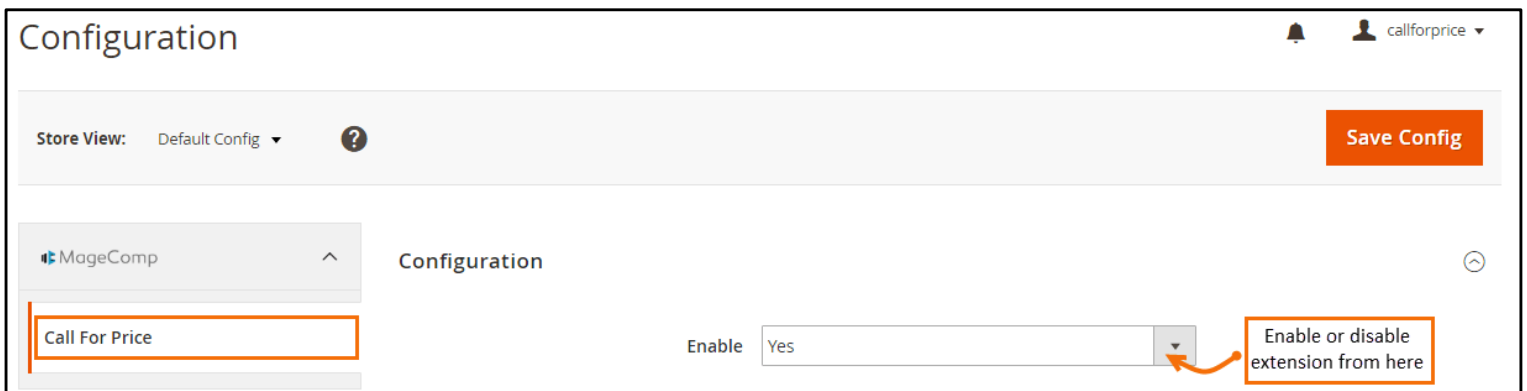 Configuration
callforprice
Store View: Default Config ?
Save Config
MageComp
Configuration
Call For Price
Enable Yes
Enable or disable
extension from here